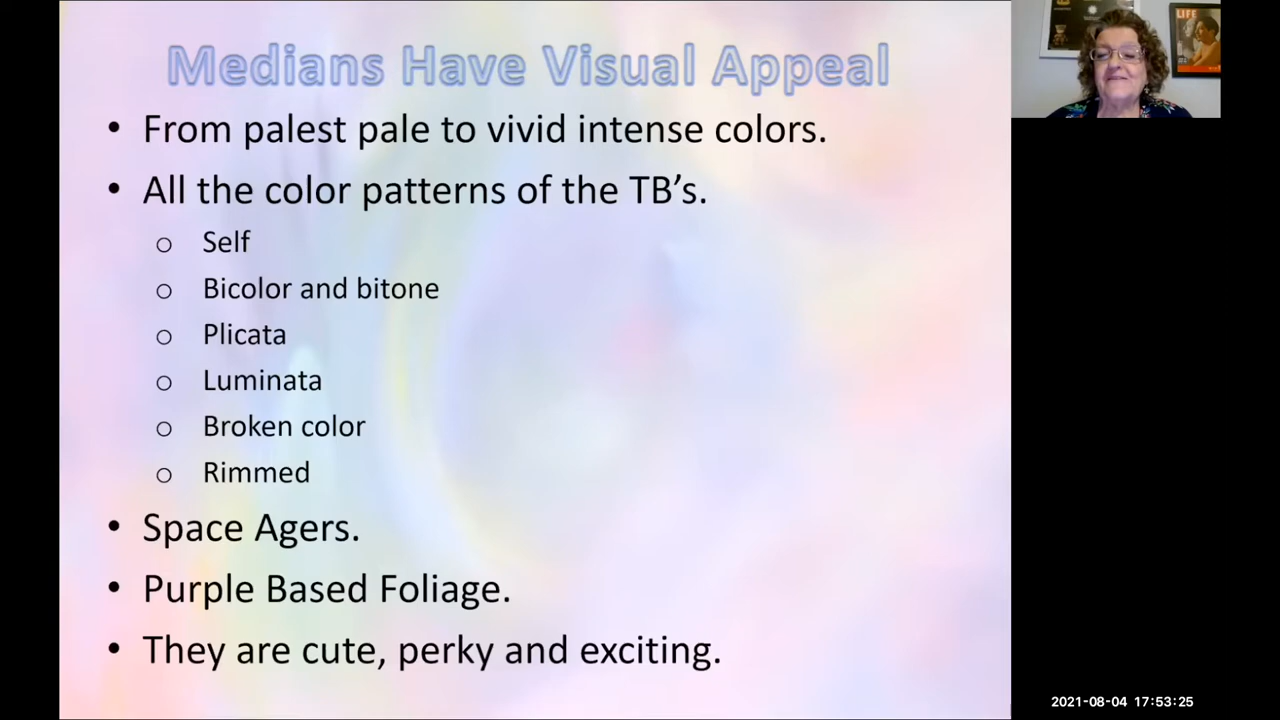 Medians Have Visual Appeal
• From palest pale to vivid intense colors.
• All the color patterns of the TB's.
o Self
o Bicolor and bitone
o Plicata
o Luminata
o Broken color
o Rimmed
• Space Agers.
• Purple Based Foliage.
• They are cute, perky and exciting.
LIFE
2021-08-04 17:53:25